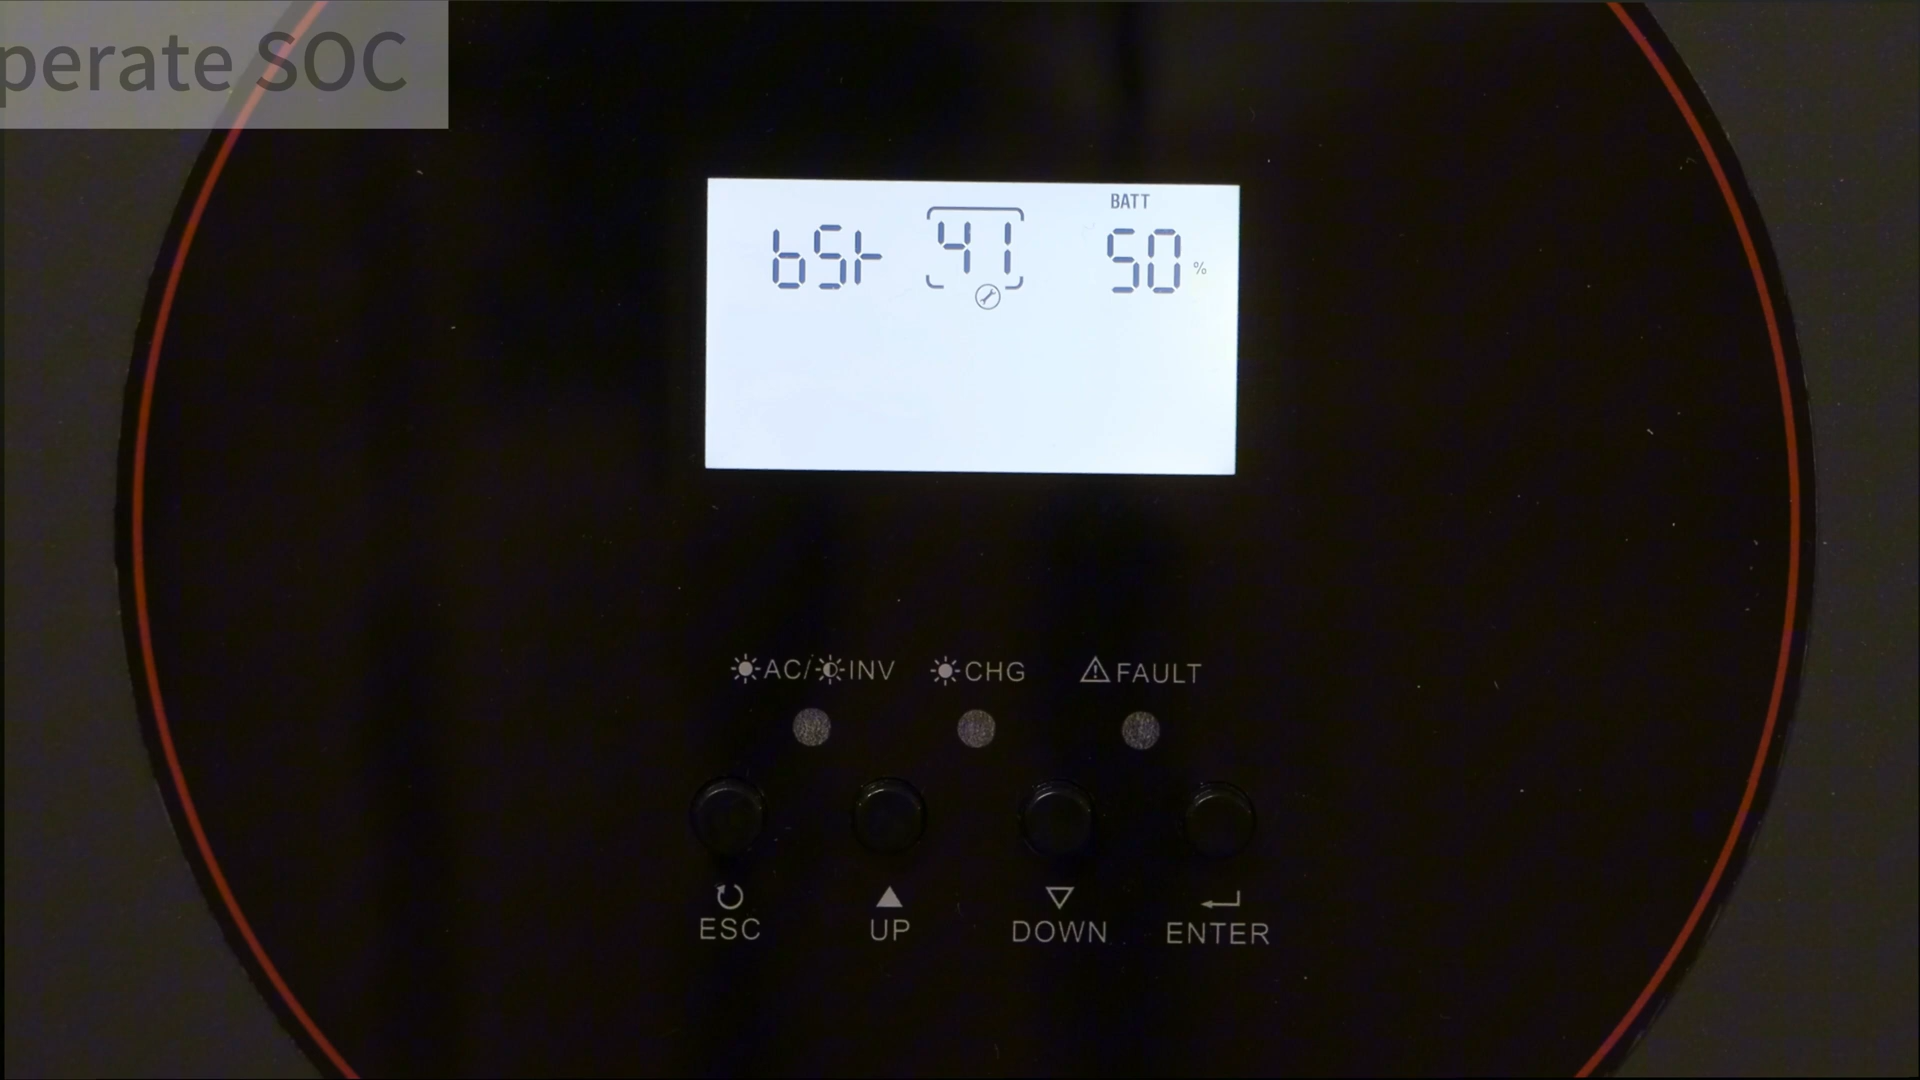 perate SOC
BATT
bSt 41 50 %
AC/INV CHG FAULT
ESC UP DOWN ENTER